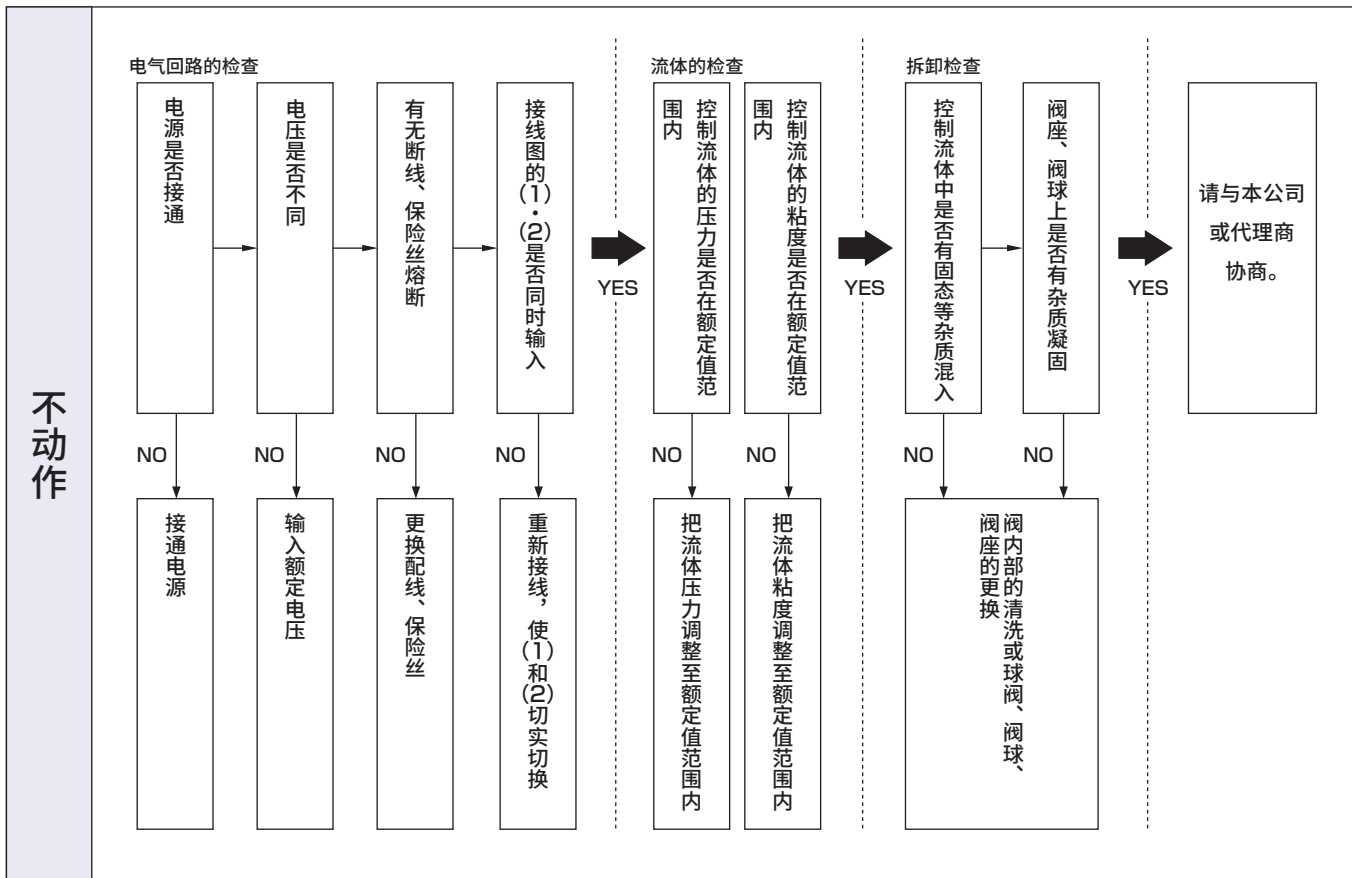 不动作
电气回路的检查
电源是否接通
电压是否不同
有无断线、保险丝熔断
接线图的(1)・(2)是否同时输入
YES
NO
NO
NO
NO
接通电源
输入额定电压
更换配线、保险丝
重新接线，使(1)和(2)切实切换
流体的检查
控制流体的压力是否在额定值范
围内
控制流体的粘度是否在额定值范
围内
YES
NO
NO
把流体压力调整至额定值范围内
把流体粘度调整至额定值范围内
拆卸检查
控制流体中是否有固态等杂质混入
阀座、阀球上是否有杂质凝固
YES
NO
NO
阀内部的清洗或球阀、阀球、
阀座的更换
请与本公司
或代理商
协商。